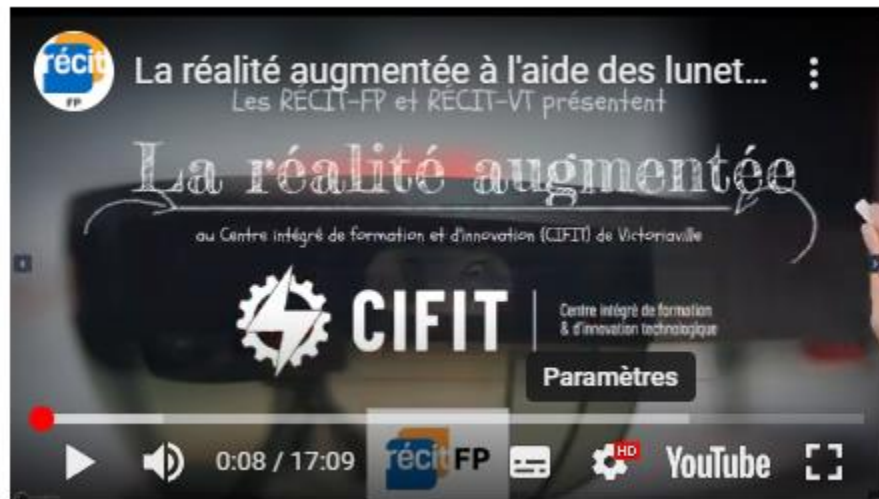 récit
FP
La réalité augmentée à l'aide des lunet...
Les RÉCIT-FP et RÉCIT-VT présentent
La réalité augmentée
au Centre intégré de formation et d'innovation (CIFIT) de Victoriaville
CIFIT
Centre intégré de formation
& d'innovation technologique
Paramètres
0:08 / 17:09
récit FP
HD
YouTube